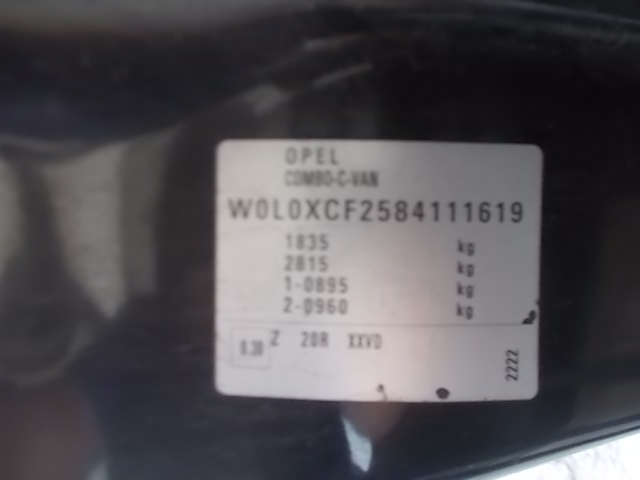 OPEL
COMBO-C-VAN
W0L0XCF2584111619
1835 kg
2815 kg
1-0895 kg
2-0960 kg
Z 20R XXVD
0.30
2222